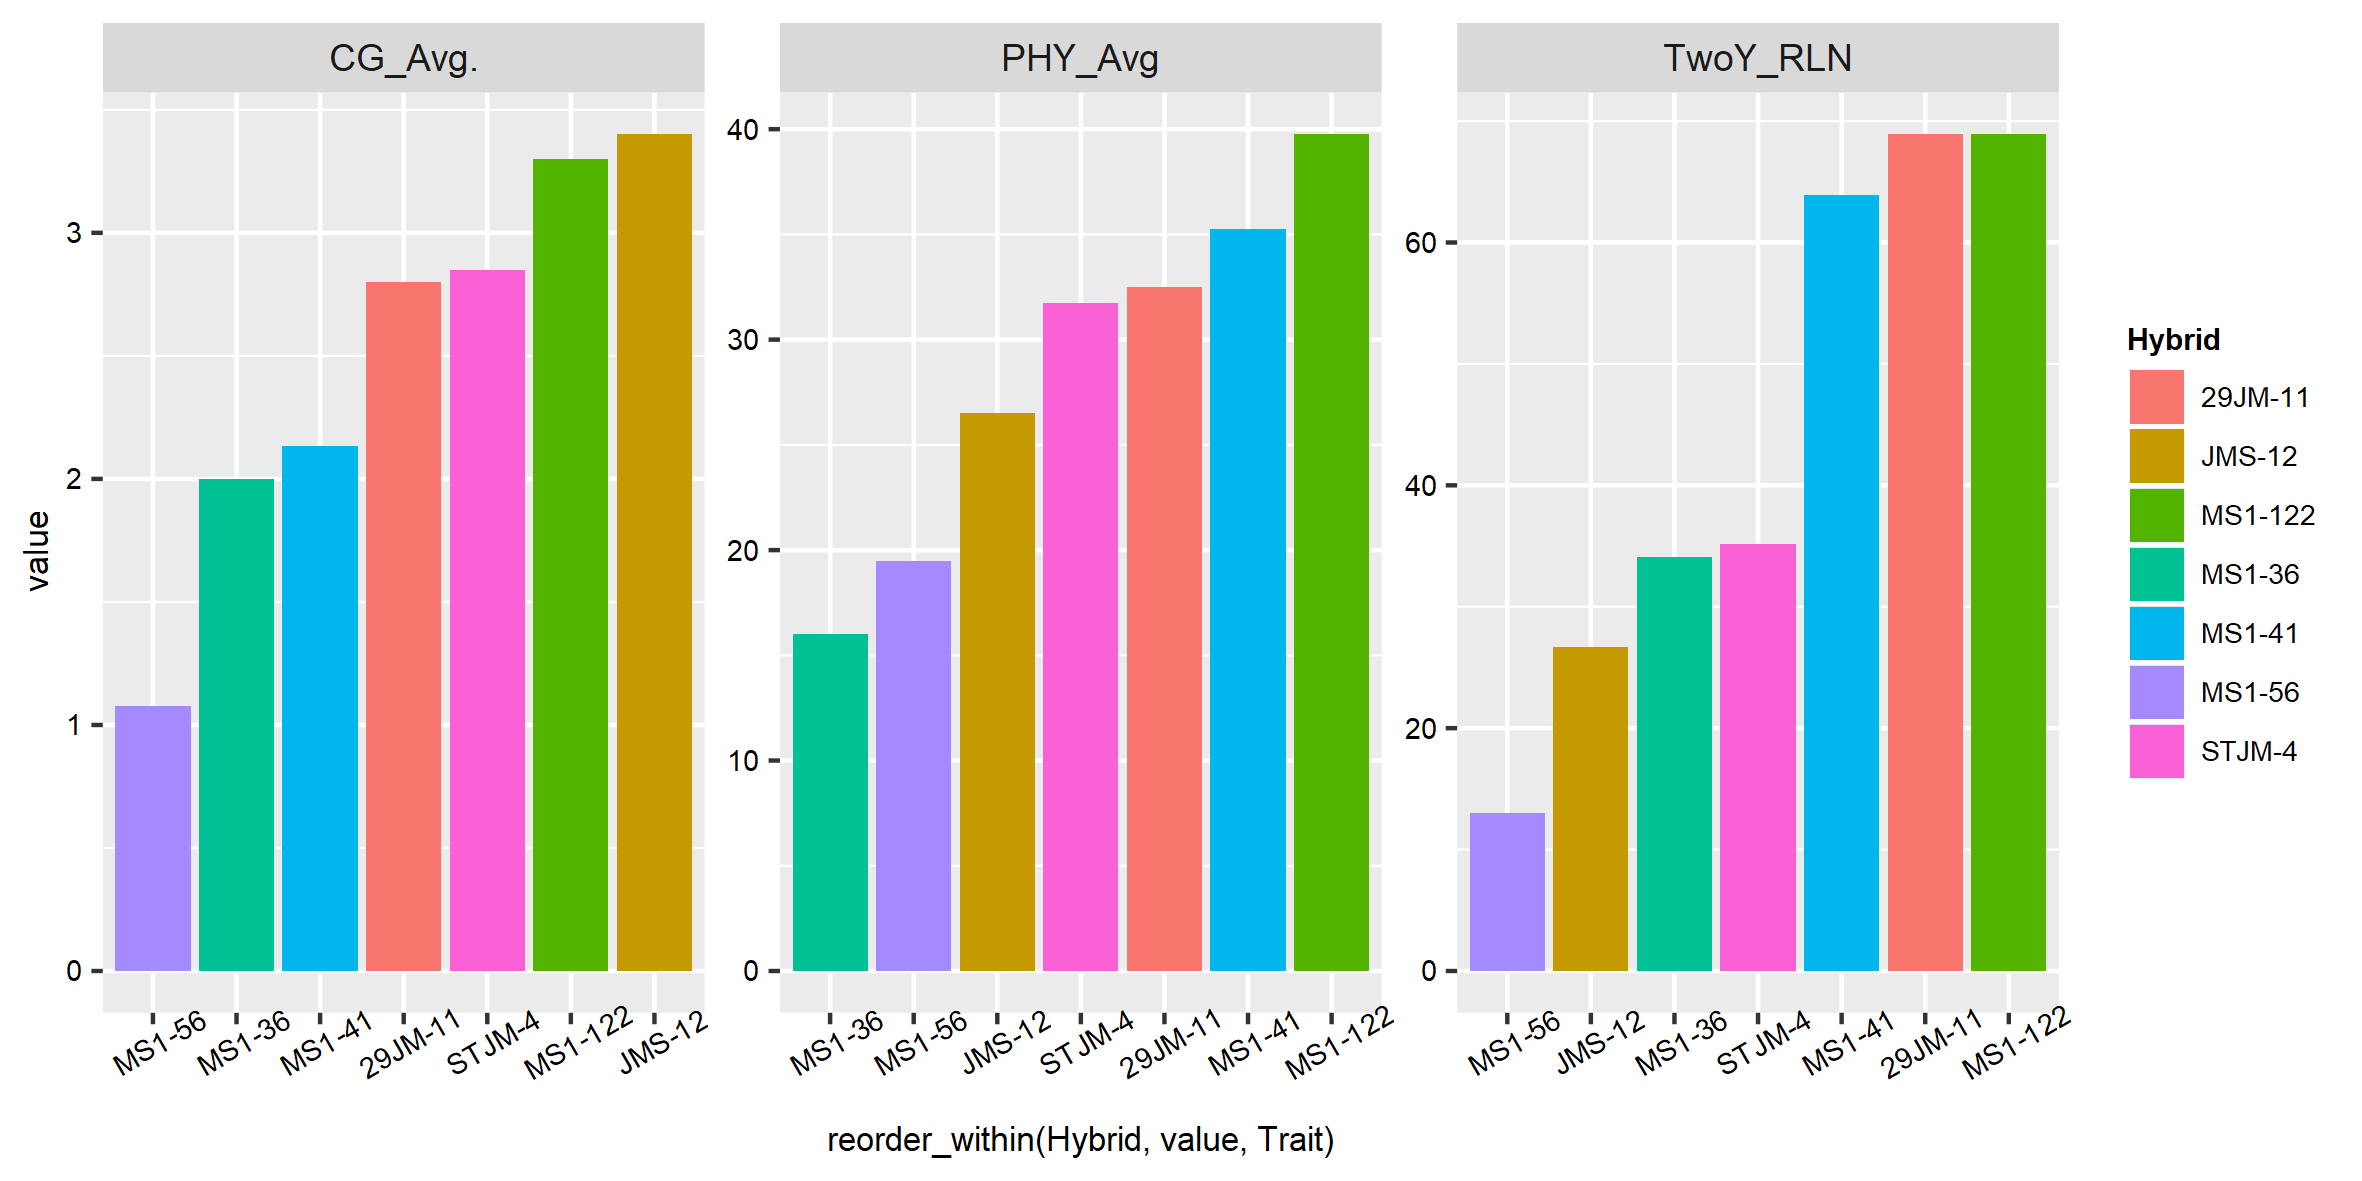 CG_Avg.
PHY_Avg
TwoY_RLN
value
3
2
1
0
MS1-56
MS1-36
MS1-41
29JM-11
STJM-4
MS1-122
JMS-12
40
30
20
10
0
MS1-36
MS1-56
JMS-12
STJM-4
29JM-11
MS1-41
MS1-122
60
40
20
0
MS1-56
JMS-12
MS1-36
STJM-4
MS1-41
29JM-11
MS1-122
reorder_within(Hybrid, value, Trait)
Hybrid
29JM-11
JMS-12
MS1-122
MS1-36
MS1-41
MS1-56
STJM-4